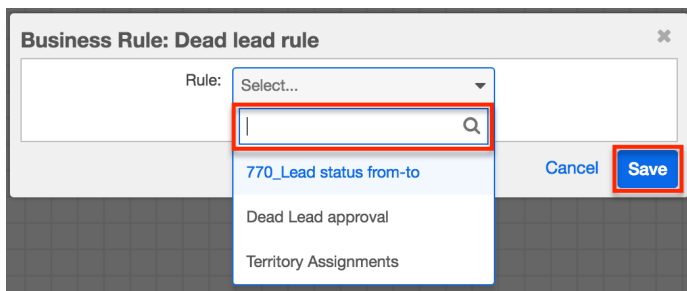 Business Rule: Dead lead rule
Rule: Select...
770_Lead status from-to
Cancel Save
Dead Lead approval
Territory Assignments